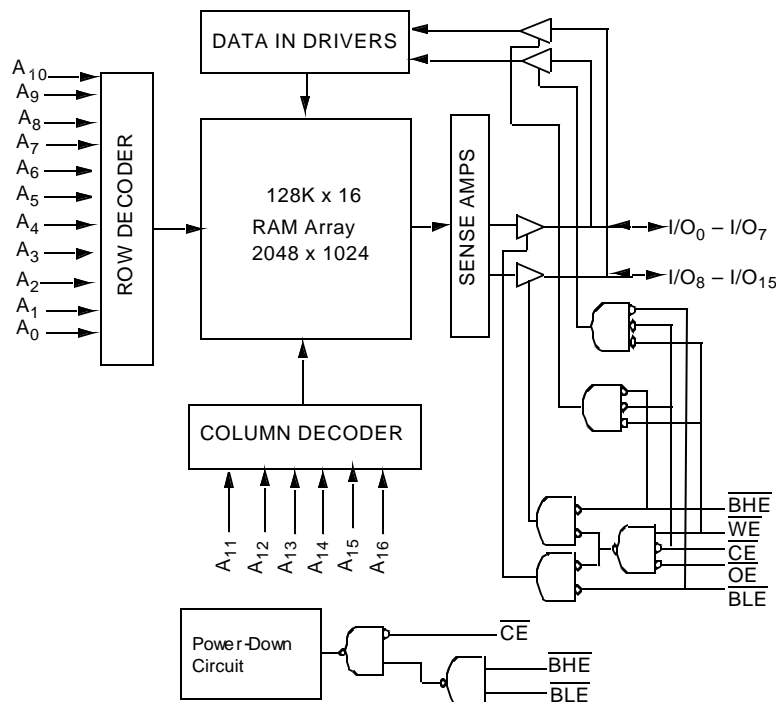 DATA IN DRIVERS
A10
A9
A8
A7
A6
A5
A4
A3
A2
A1
A0
ROW DECODER
128K x 16
RAM Array
2048 x 1024
SENSE AMPS
I/O0 – I/O7
I/O8 – I/O15
COLUMN DECODER
A11
A12
A13
A14
A15
A16
BHE
WE
CE
OE
BLE
Power-Down
Circuit
CE
BHE
BLE